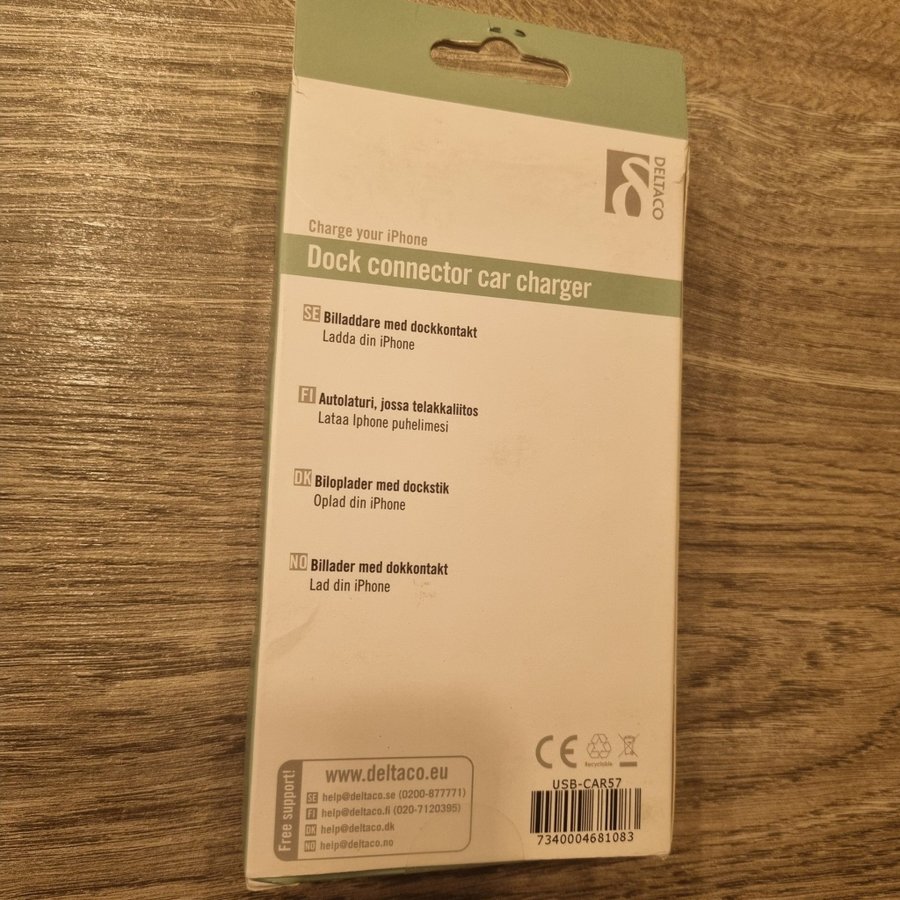 DELTACO
Charge your iPhone
Dock connector car charger
SE Billaddare med dockkontakt
Ladda din iPhone
FI Autolaturi, jossa telakkaliitos
Lataa Iphone puhelimesi
DK Biloplader med dockstik
Oplad din iPhone
NO Billader med dokkontakt
Lad din iPhone
Free support!
www.deltaco.eu
SE help@deltaco.se (0200-877771)
FI help@deltaco.fi (020-7120395)
DK help@deltaco.dk
NO help@deltaco.no
CE
Recyclable
USB-CAR57
7340004681083